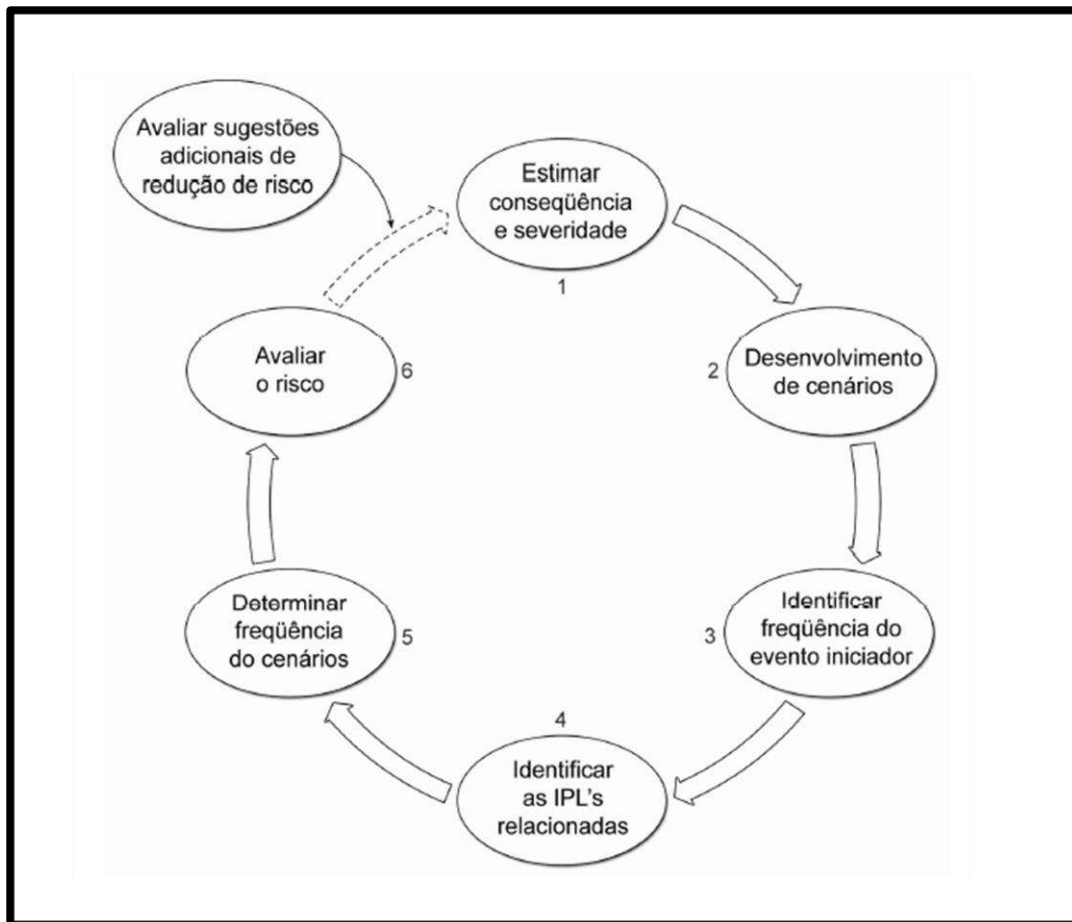 Avaliar sugestões
adicionais de
redução de risco
Estimar
conseqüência
e severidade
1
2
Desenvolvimento
de cenários
3
Identificar
freqüência do
evento iniciador
4
Identificar
as IPL's
relacionadas
Determinar
freqüência
do cenários
5
Avaliar
o risco
6